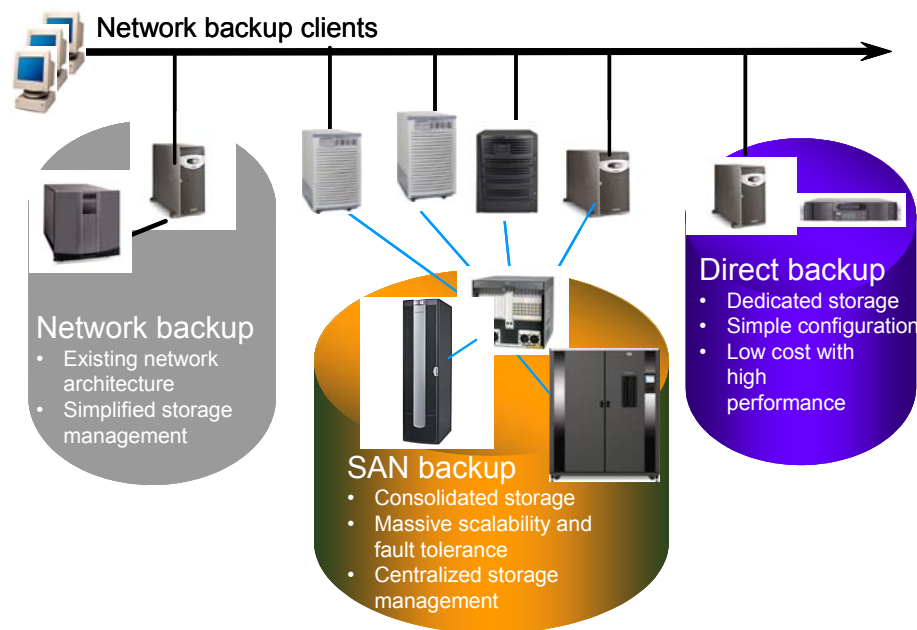 Network backup clients
Network backup
• Existing network
architecture
• Simplified storage
management
SAN backup
• Consolidated storage
• Massive scalability and
fault tolerance
• Centralized storage
management
Direct backup
• Dedicated storage
• Simple configuration
• Low cost with
high
performance